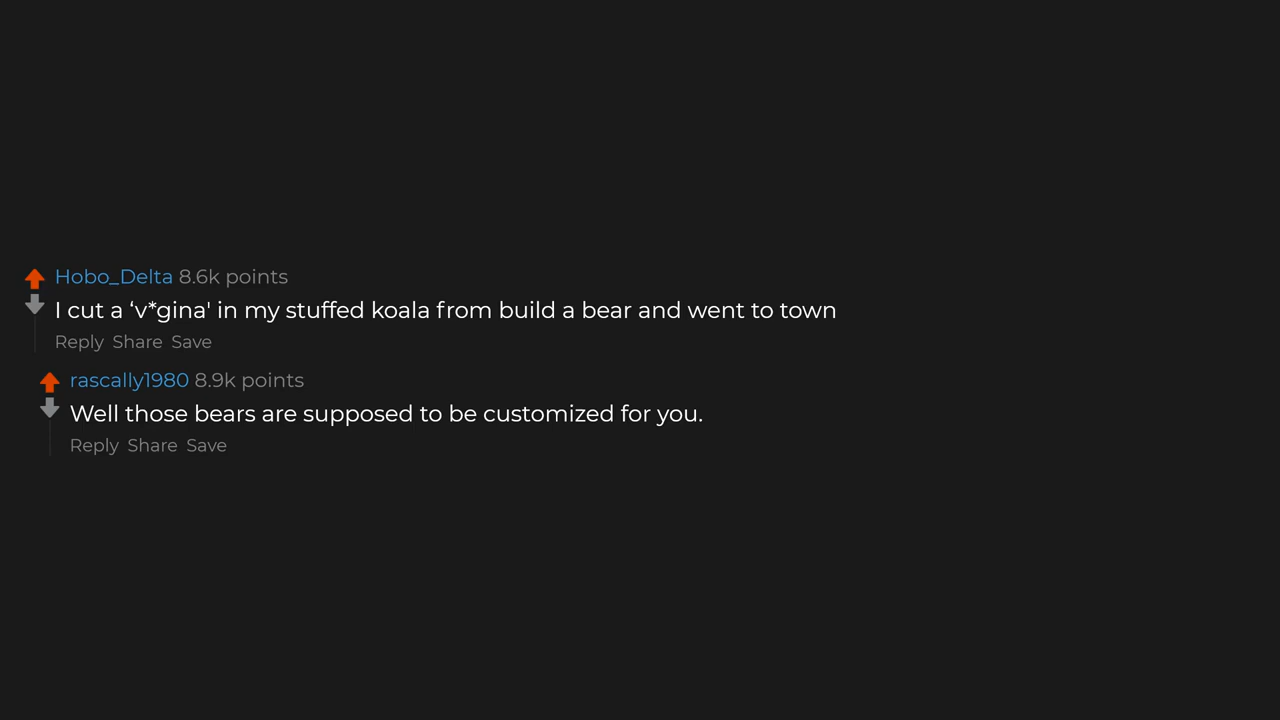 Hobo_Delta 8.6k points
I cut a ‘v*gina' in my stuffed koala from build a bear and went to town
Reply Share Save
rascally1980 8.9k points
Well those bears are supposed to be customized for you.
Reply Share Save